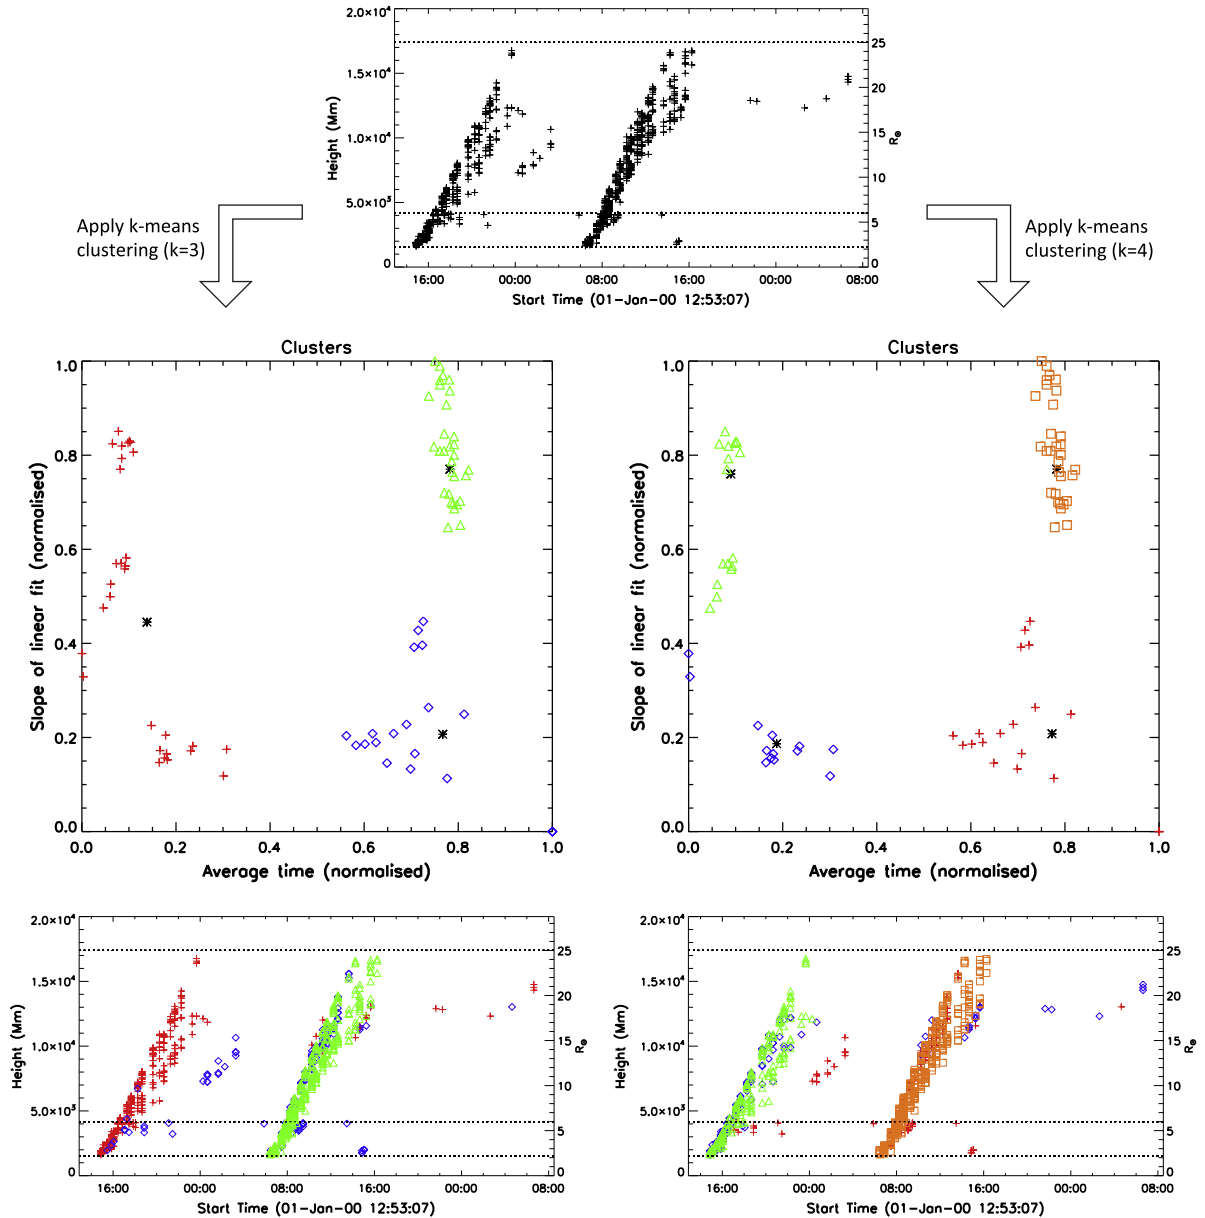 2.0×10⁴
1.5×10⁴
1.0×10⁴
5.0×10³
0
Height (Mm)
25
20
15
10
5
0
R⊙
16:00 00:00 08:00 16:00 00:00 08:00
Start Time (01-Jan-00 12:53:07)
Apply k-means
clustering (k=3)
Apply k-means
clustering (k=4)
Clusters
1.0
0.8
0.6
0.4
0.2
0.0
Slope of linear fit (normalised)
0.0 0.2 0.4 0.6 0.8 1.0
Average time (normalised)
Clusters
1.0
0.8
0.6
0.4
0.2
0.0
Slope of linear fit (normalised)
0.0 0.2 0.4 0.6 0.8 1.0
Average time (normalised)
2.0×10⁴
1.5×10⁴
1.0×10⁴
5.0×10³
0
Height (Mm)
25
20
15
10
5
0
R⊙
16:00 00:00 08:00 16:00 00:00 08:00
Start Time (01-Jan-00 12:53:07)
2.0×10⁴
1.5×10⁴
1.0×10⁴
5.0×10³
0
Height (Mm)
25
20
15
10
5
0
R⊙
16:00 00:00 08:00 16:00 00:00 08:00
Start Time (01-Jan-00 12:53:07)